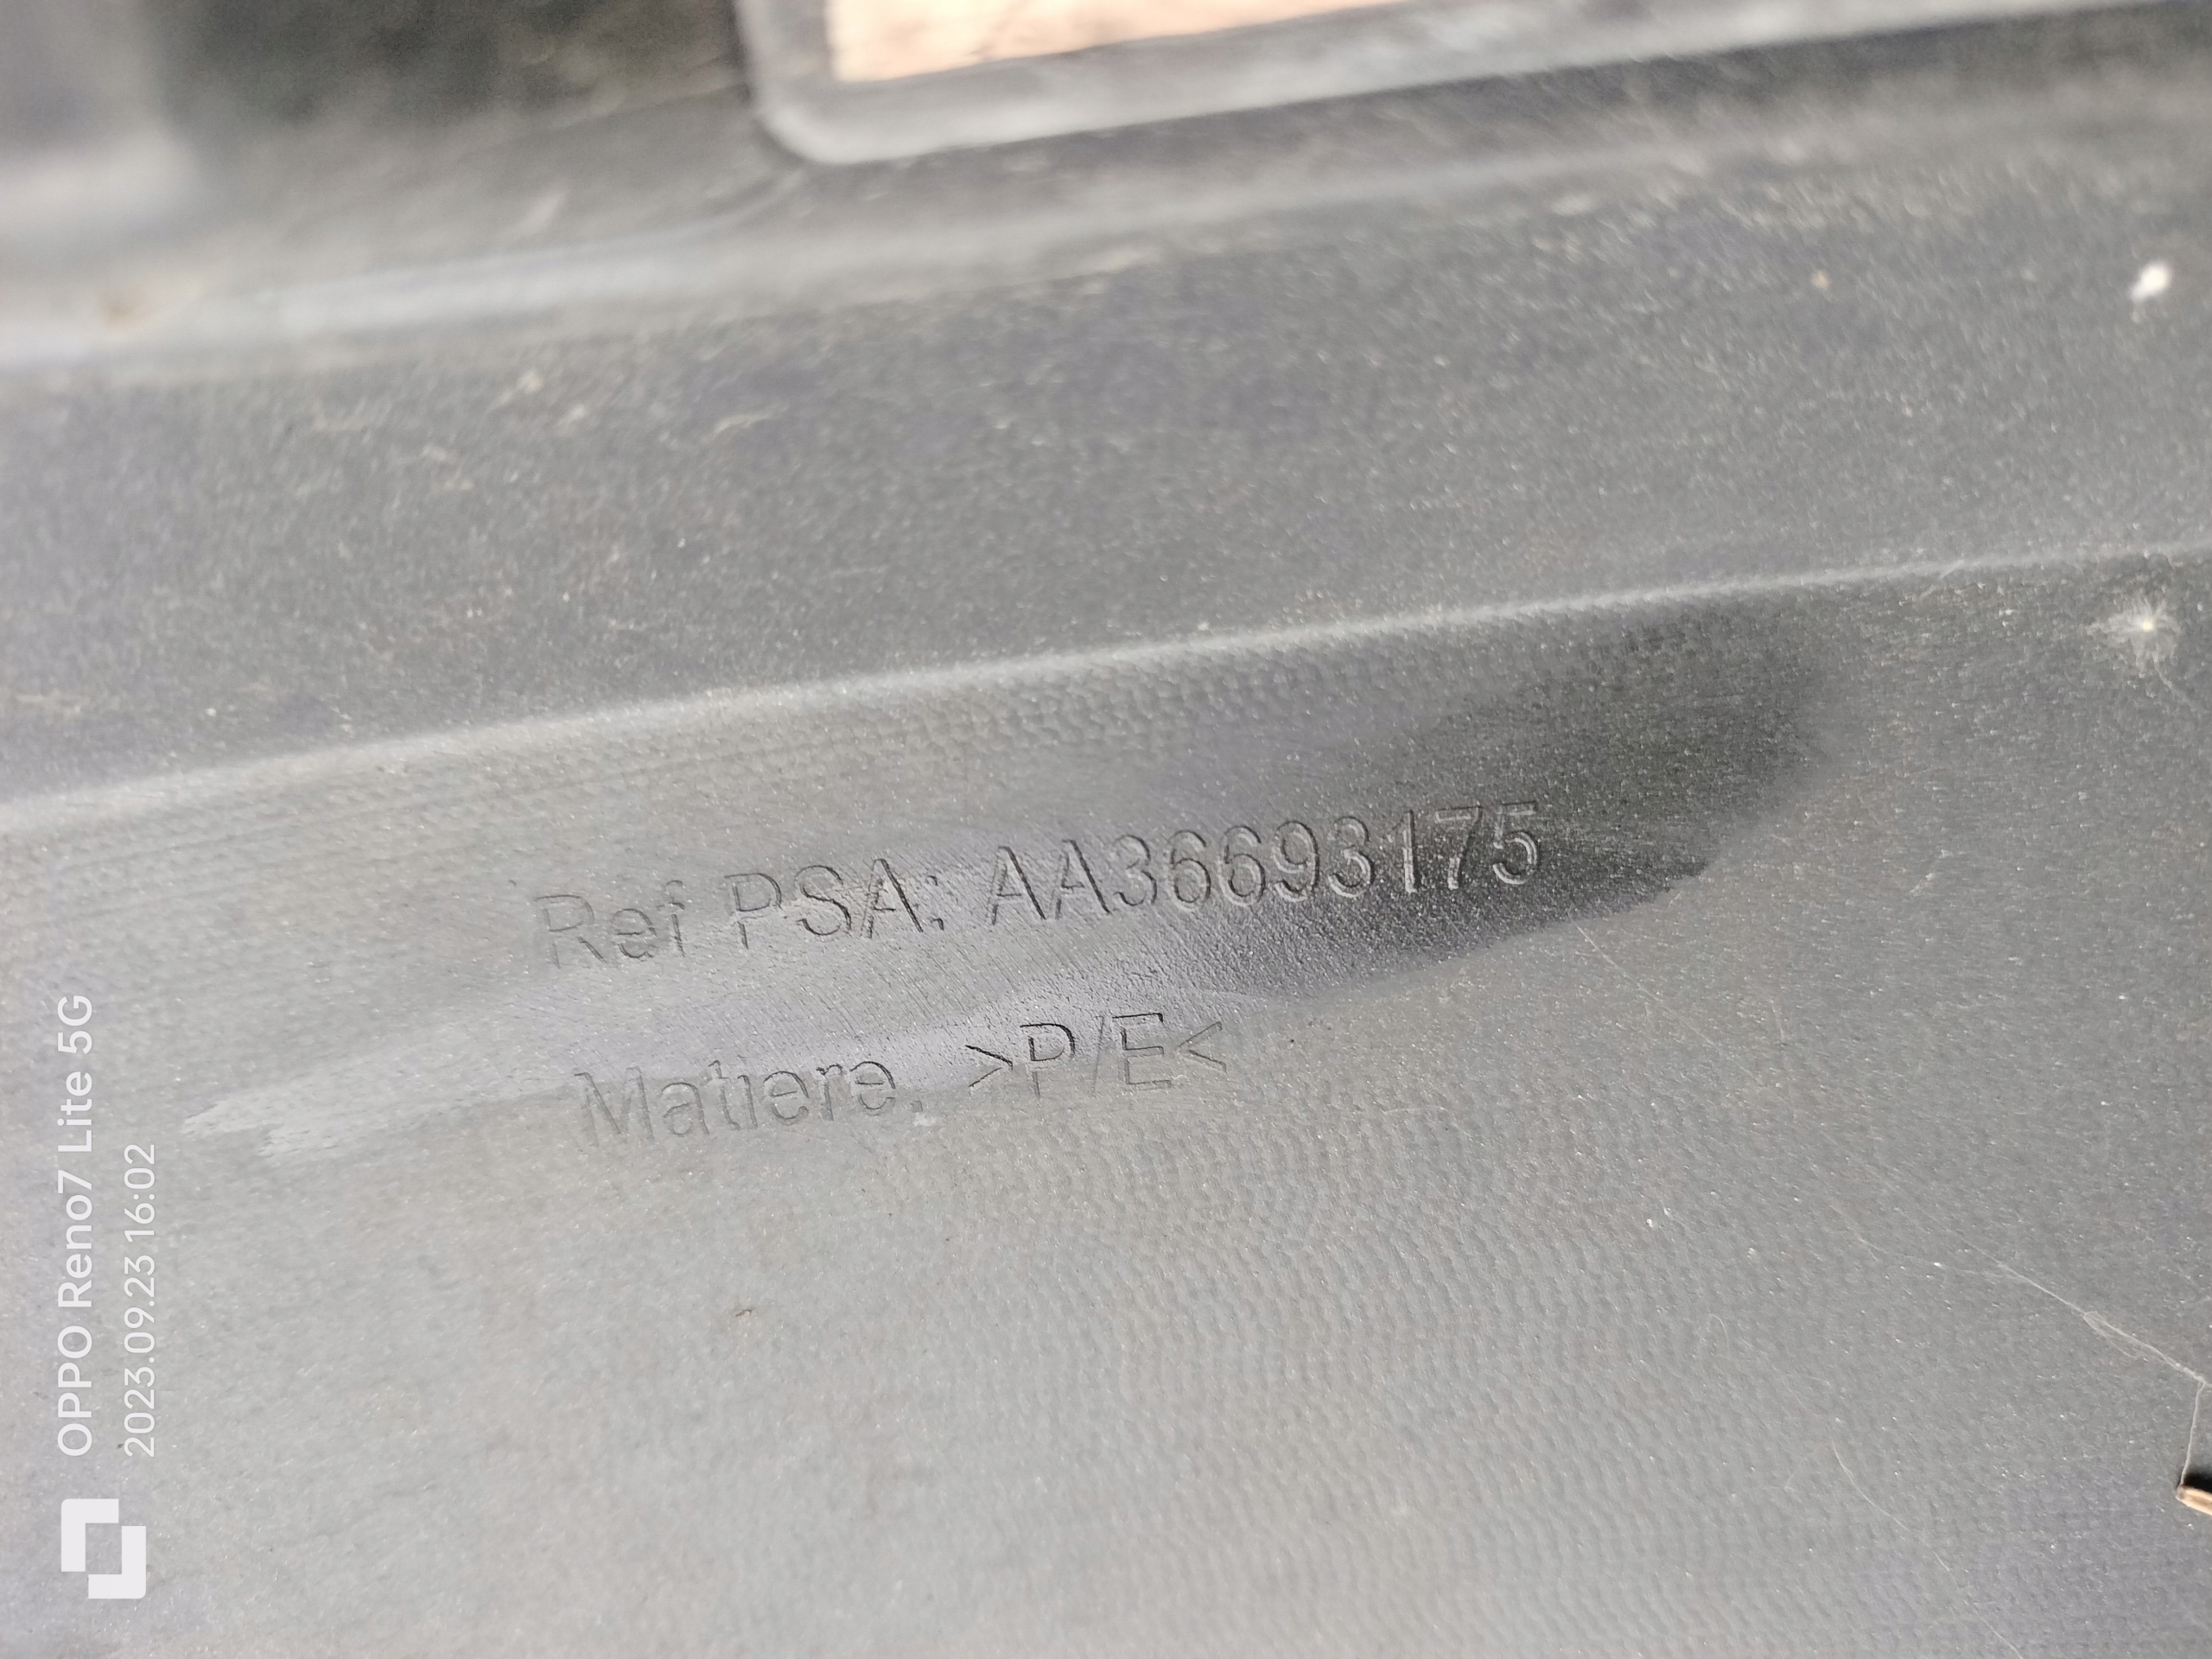 Ref PSA: AA36693175
Matiere. >P/E<
OPPO Reno7 Lite 5G
2023.09.23 16:02